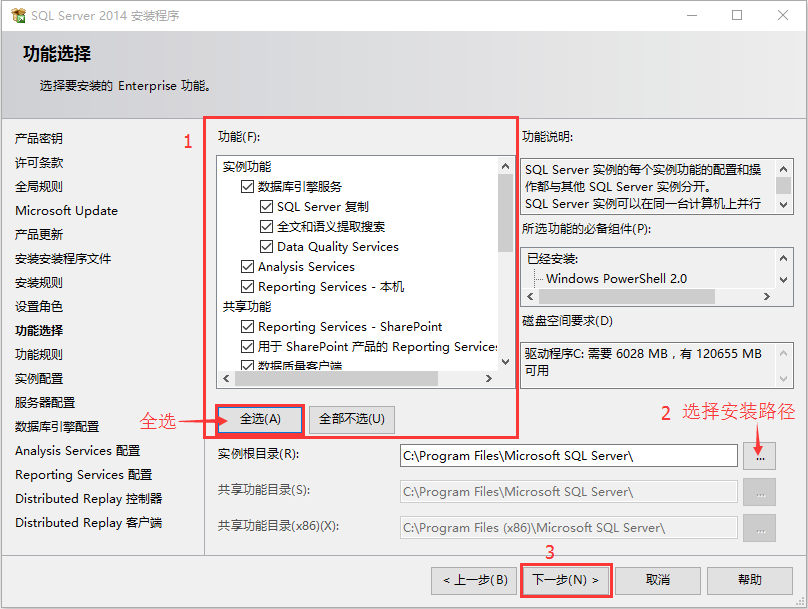 SQL Server 2014 安装程序
功能选择
选择要安装的 Enterprise 功能。
产品密钥
许可条款
全局规则
Microsoft Update
产品更新
安装安装程序文件
安装规则
设置角色
功能选择
功能规则
实例配置
服务器配置
数据库引擎配置
Analysis Services 配置
Reporting Services 配置
Distributed Replay 控制器
Distributed Replay 客户端
1
功能(F):
实例功能
数据库引擎服务
SQL Server 复制
全文和语义提取搜索
Data Quality Services
Analysis Services
Reporting Services - 本机
共享功能
Reporting Services - SharePoint
用于 SharePoint 产品的 Reporting Services
数据质量客户端
全选
全选(A)
全部不选(U)
功能说明:
SQL Server 实例的每个实例功能的配置和操
作都与其他 SQL Server 实例分开。
SQL Server 实例可以在同一台计算机上并行
所选功能的必备组件(P):
已经安装:
Windows PowerShell 2.0
磁盘空间要求(D)
驱动程序C: 需要 6028 MB，有 120655 MB
可用
2 选择安装路径
实例根目录(R):
C:\Program Files\Microsoft SQL Server\
...
共享功能目录(S):
C:\Program Files\Microsoft SQL Server\
...
共享功能目录(x86)(X):
C:\Program Files (x86)\Microsoft SQL Server\
...
3
< 上一步(B)
下一步(N) >
取消
帮助